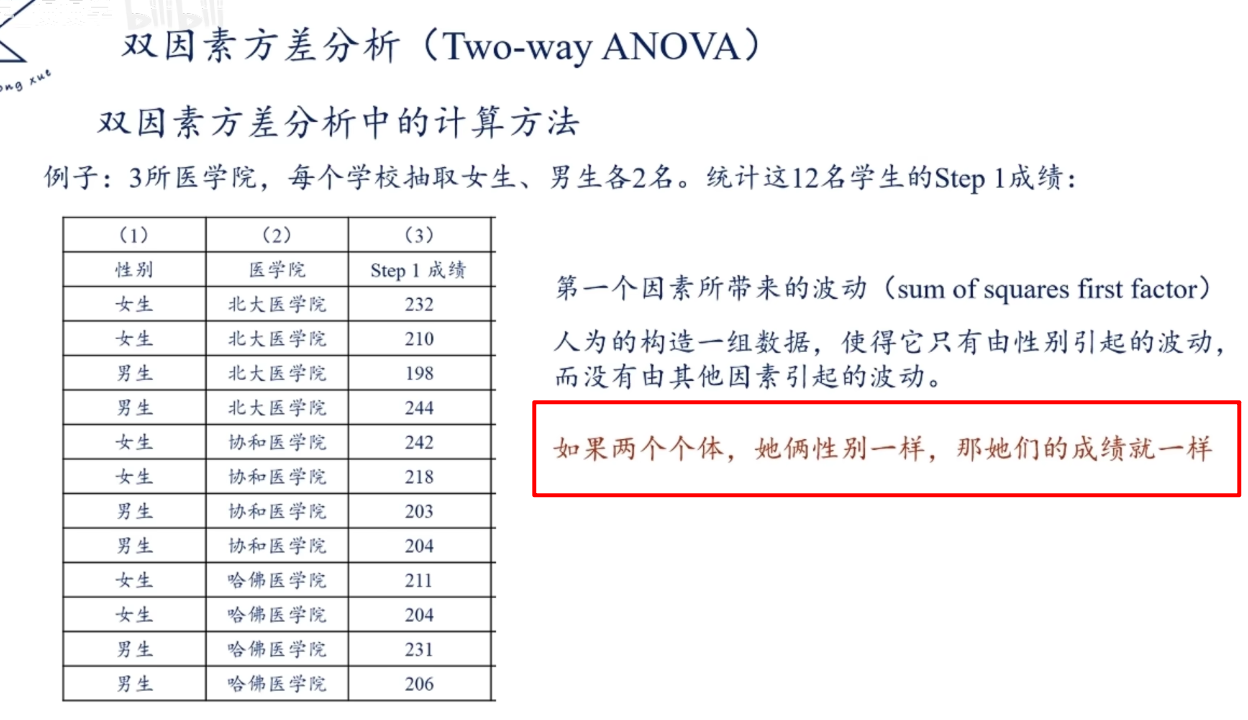 bilibili
ong xue
双因素方差分析（Two-way ANOVA）
双因素方差分析中的计算方法
例子：3所医学院，每个学校抽取女生、男生各2名。统计这12名学生的Step 1成绩：
（1） （2） （3）
性别 医学院 Step 1 成绩
女生 北大医学院 232
女生 北大医学院 210
男生 北大医学院 198
男生 北大医学院 244
女生 协和医学院 242
女生 协和医学院 218
男生 协和医学院 203
男生 协和医学院 204
女生 哈佛医学院 211
女生 哈佛医学院 204
男生 哈佛医学院 231
男生 哈佛医学院 206
第一个因素所带来的波动（sum of squares first factor）
人为的构造一组数据，使得它只有由性别引起的波动，
而没有由其他因素引起的波动。
如果两个个体，她俩性别一样，那她们的成绩就一样